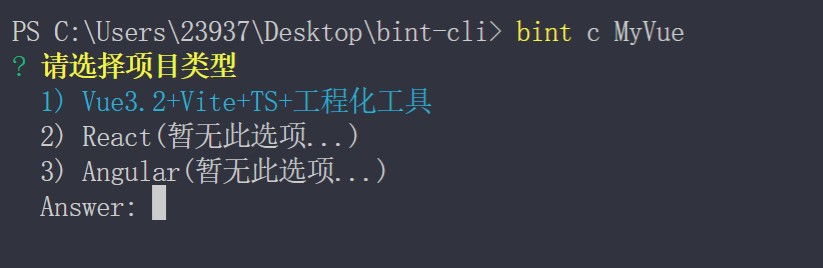 PS C:\Users\23937\Desktop\bint-cli> bint c MyVue
? 请选择项目类型
1) Vue3.2+Vite+TS+工程化工具
2) React(暂无此选项...)
3) Angular(暂无此选项...)
Answer: